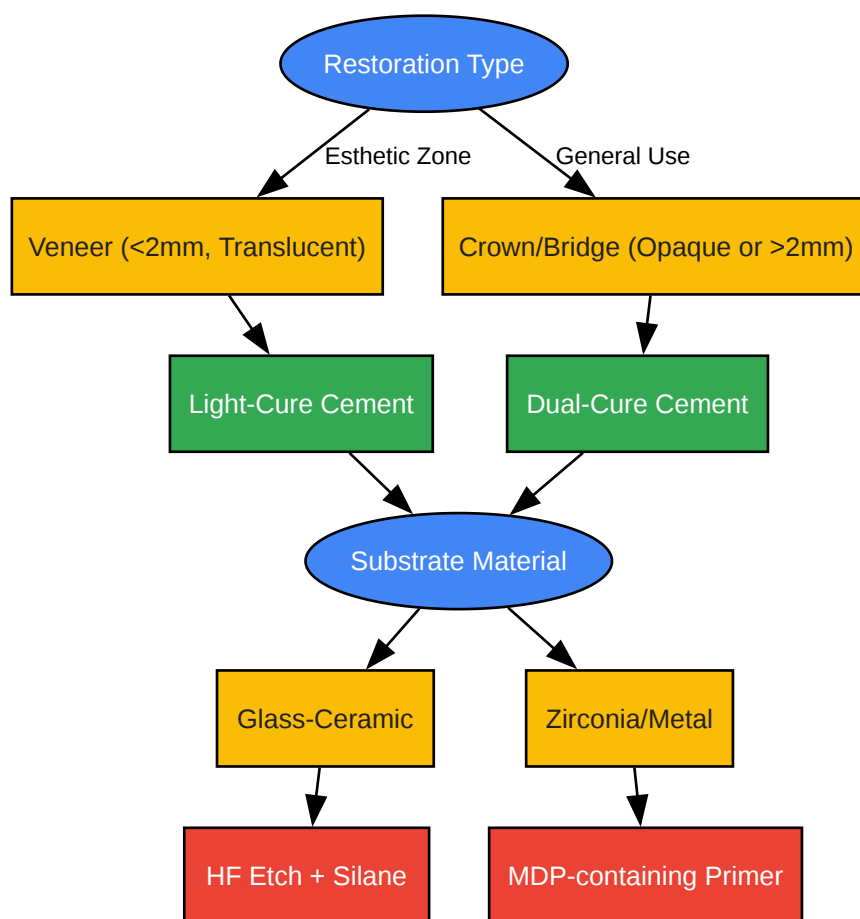 Restoration Type
Esthetic Zone
General Use
Veneer (<2mm, Translucent)
Crown/Bridge (Opaque or >2mm)
Light-Cure Cement
Dual-Cure Cement
Substrate Material
Glass-Ceramic
Zirconia/Metal
HF Etch + Silane
MDP-containing Primer